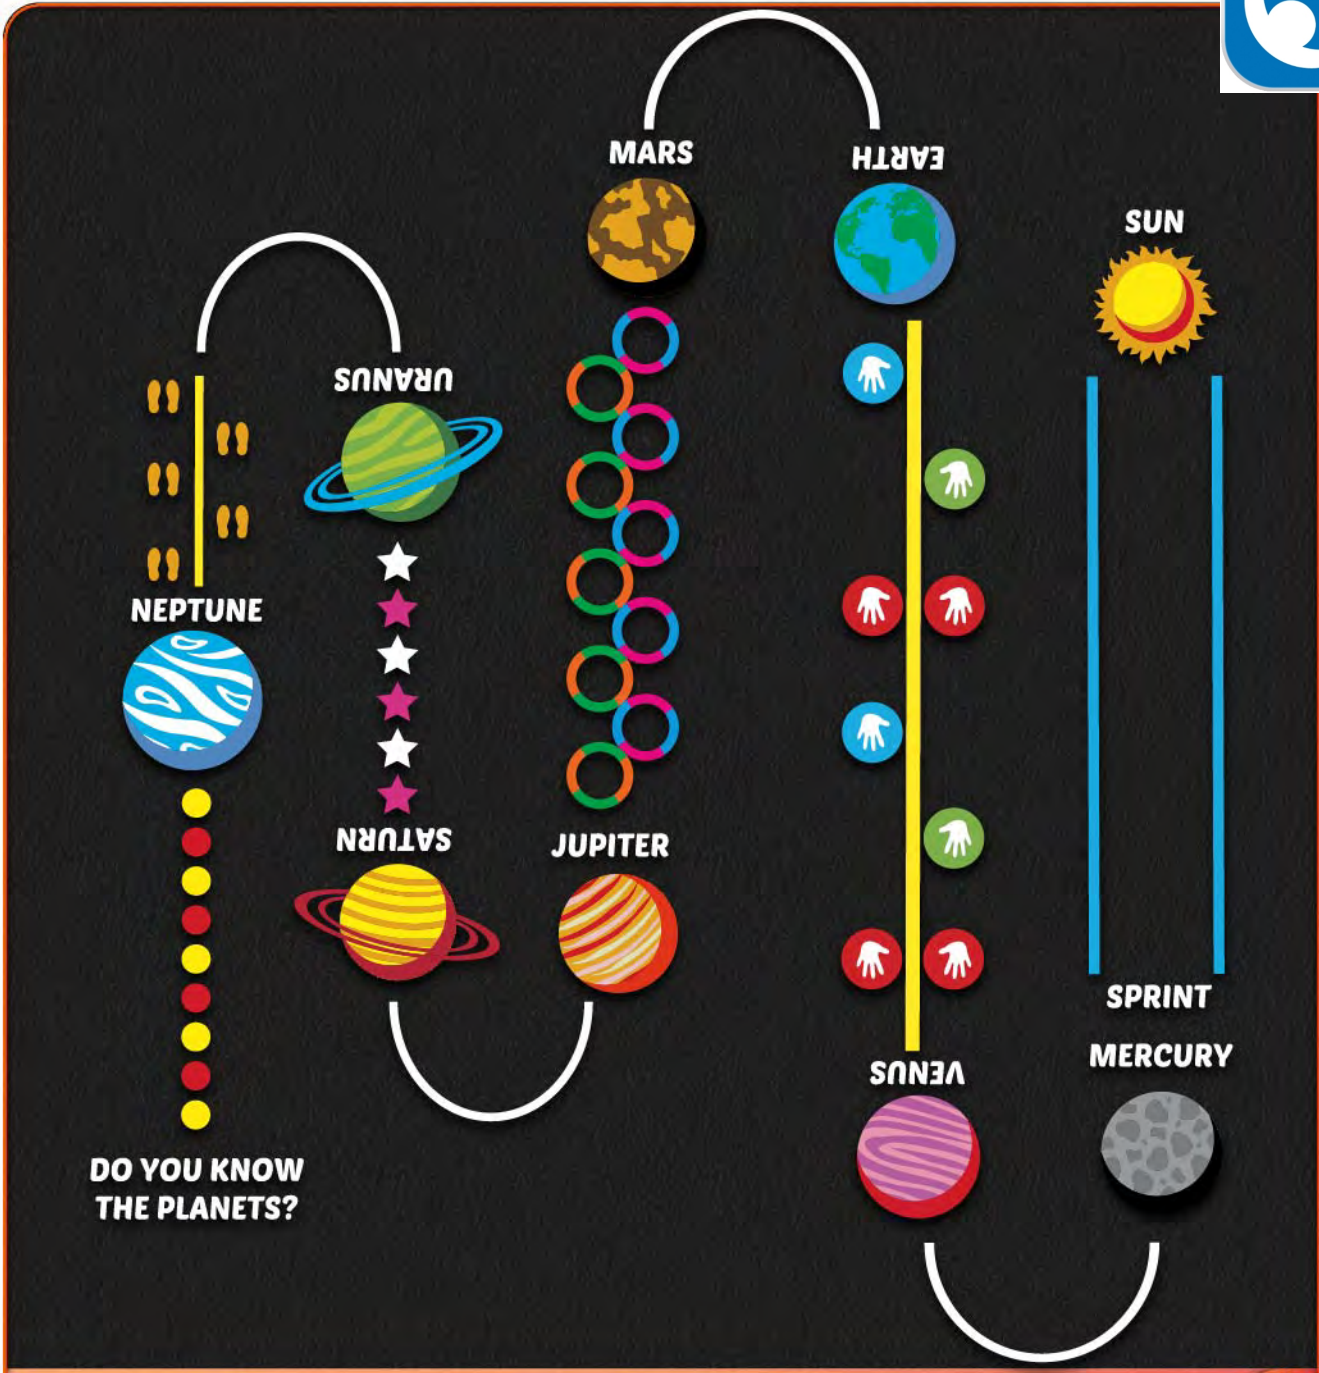 MARS
EARTH
SUN
URANUS
NEPTUNE
SATURN
JUPITER
SPRINT
MERCURY
VENUS
DO YOU KNOW
THE PLANETS?